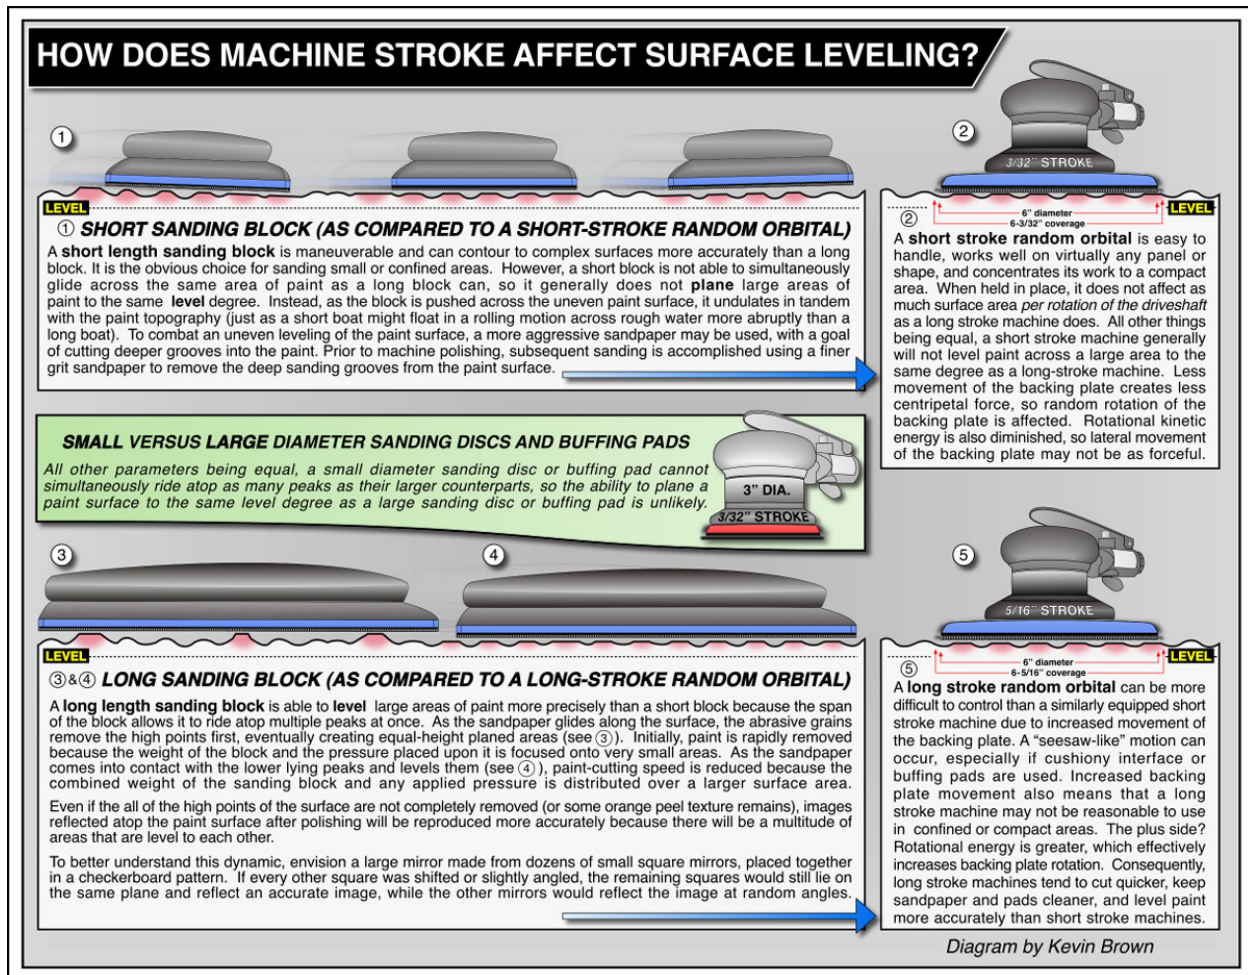 HOW DOES MACHINE STROKE AFFECT SURFACE LEVELING?
1
LEVEL
1 SHORT SANDING BLOCK (AS COMPARED TO A SHORT-STROKE RANDOM ORBITAL)
A short length sanding block is maneuverable and can contour to complex surfaces more accurately than a long
block. It is the obvious choice for sanding small or confined areas. However, a short block is not able to simultaneously
glide across the same area of paint as a long block can, so it generally does not plane large areas of
paint to the same level degree. Instead, as the block is pushed across the uneven paint surface, it undulates in tandem
with the paint topography (just as a short boat might float in a rolling motion across rough water more abruptly than a
long boat). To combat an uneven leveling of the paint surface, a more aggressive sandpaper may be used, with a goal
of cutting deeper grooves into the paint. Prior to machine polishing, subsequent sanding is accomplished using a finer
grit sandpaper to remove the deep sanding grooves from the paint surface.
2
3/32" STROKE
LEVEL
6" diameter
6-3/32" coverage
2
A short stroke random orbital is easy to
handle, works well on virtually any panel or
shape, and concentrates its work to a compact
area. When held in place, it does not affect as
much surface area per rotation of the driveshaft
as a long stroke machine does. All other things
being equal, a short stroke machine generally
will not level paint across a large area to the
same degree as a long-stroke machine. Less
movement of the backing plate creates less
centripetal force, so random rotation of the
backing plate is affected. Rotational kinetic
energy is also diminished, so lateral movement
of the backing plate may not be as forceful.
SMALL VERSUS LARGE DIAMETER SANDING DISCS AND BUFFING PADS
All other parameters being equal, a small diameter sanding disc or buffing pad cannot
simultaneously ride atop as many peaks as their larger counterparts, so the ability to plane a
paint surface to the same level degree as a large sanding disc or buffing pad is unlikely.
3" DIA.
3/32" STROKE
3
4
LEVEL
3 & 4 LONG SANDING BLOCK (AS COMPARED TO A LONG-STROKE RANDOM ORBITAL)
A long length sanding block is able to level large areas of paint more precisely than a short block because the span
of the block allows it to ride atop multiple peaks at once. As the sandpaper glides along the surface, the abrasive grains
remove the high points first, eventually creating equal-height planed areas (see 3). Initially, paint is rapidly removed
because the weight of the block and the pressure placed upon it is focused onto very small areas. As the sandpaper
comes into contact with the lower lying peaks and levels them (see 4), paint-cutting speed is reduced because the
combined weight of the sanding block and any applied pressure is distributed over a larger surface area.
Even if the all of the high points of the surface are not completely removed (or some orange peel texture remains), images
reflected atop the paint surface after polishing will be reproduced more accurately because there will be a multitude of
areas that are level to each other.
To better understand this dynamic, envision a large mirror made from dozens of small square mirrors, placed together
in a checkerboard pattern. If every other square was shifted or slightly angled, the remaining squares would still lie on
the same plane and reflect an accurate image, while the other mirrors would reflect the image at random angles.
5
5/16" STROKE
LEVEL
6" diameter
6-5/16" coverage
5
A long stroke random orbital can be more
difficult to control than a similarly equipped short
stroke machine due to increased movement of
the backing plate. A “seesaw-like” motion can
occur, especially if cushiony interface or
buffing pads are used. Increased backing
plate movement also means that a long
stroke machine may not be reasonable to use
in confined or compact areas. The plus side?
Rotational energy is greater, which effectively
increases backing plate rotation. Consequently,
long stroke machines tend to cut quicker, keep
sandpaper and pads cleaner, and level paint
more accurately than short stroke machines.
Diagram by Kevin Brown